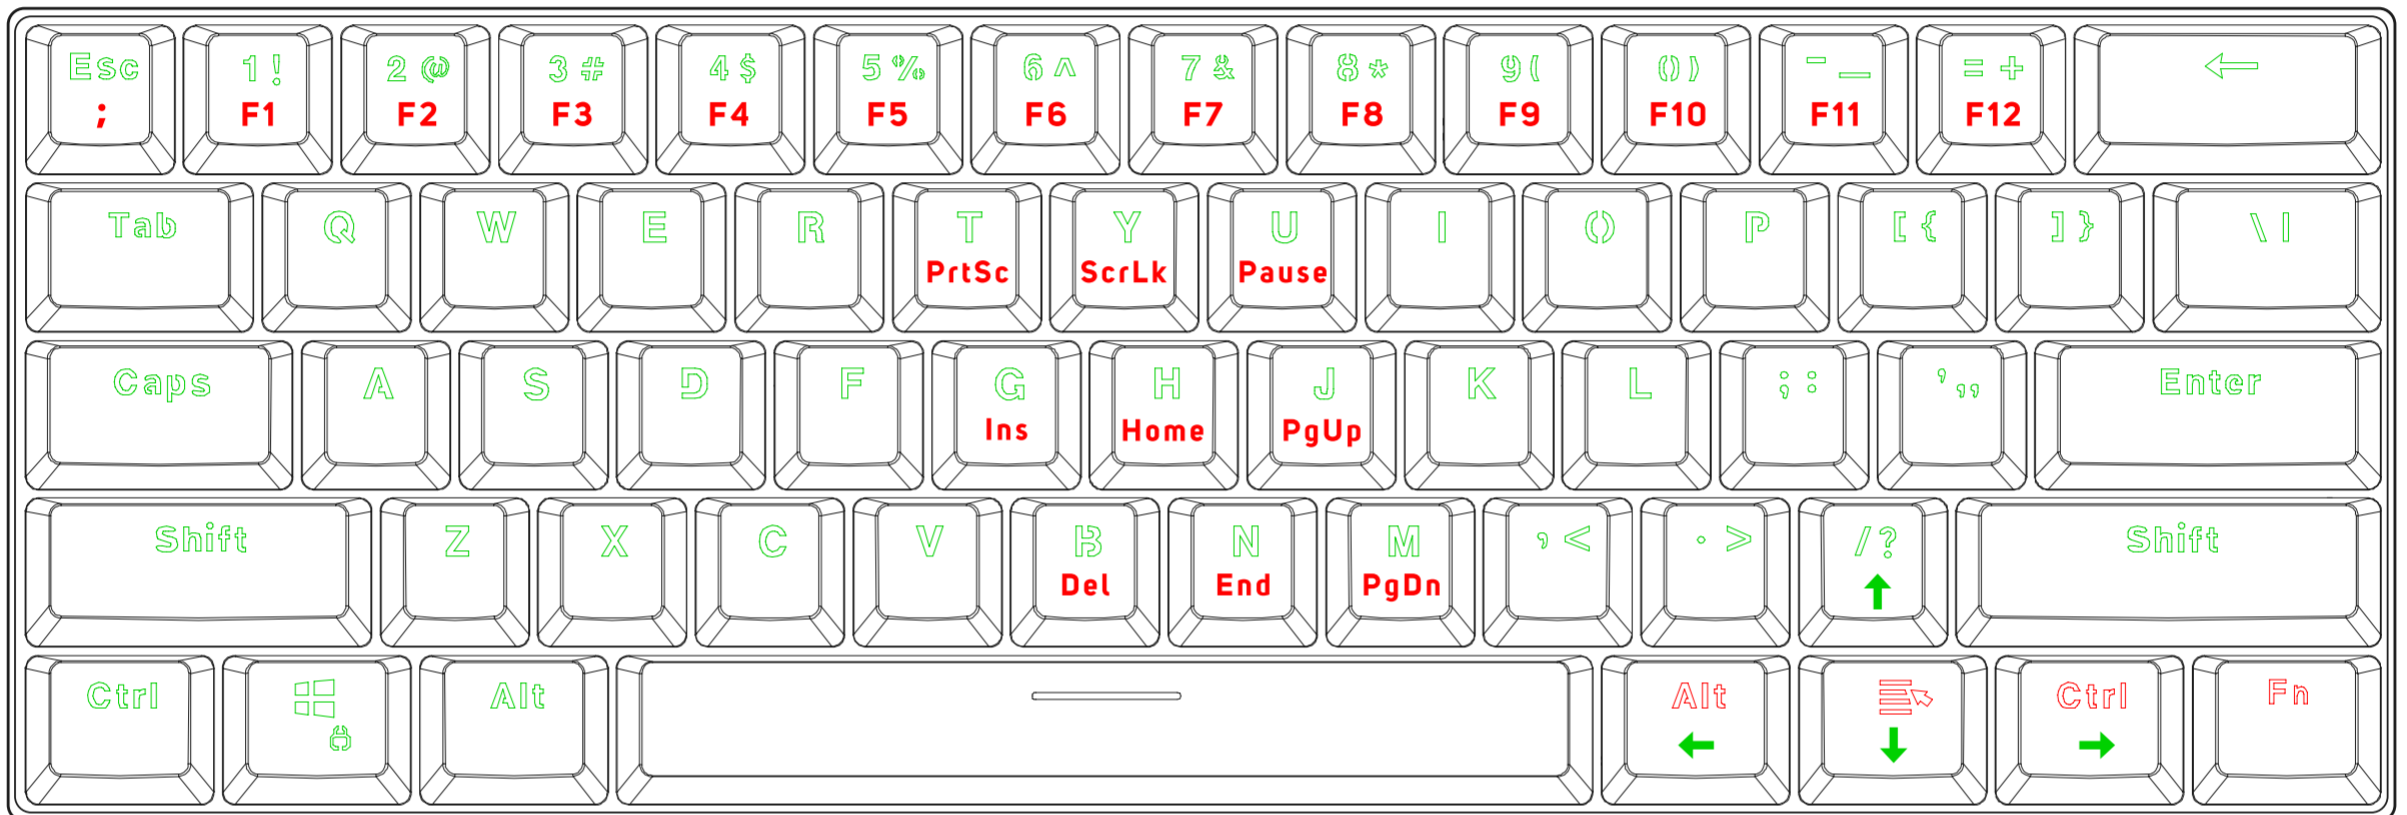 Esc 1 ! 2 @ 3 # 4 $ 5 % 6 ^ 7 & 8 * 9 ( 0 ) - _ = + ←
; F1 F2 F3 F4 F5 F6 F7 F8 F9 F10 F11 F12
Tab Q W E R T Y U I O P [ { ] } \ |
PrtSc ScrLk Pause
Caps A S D F G H J K L ; : ' ,, Enter
Ins Home PgUp
Shift Z X C V B N M , < . > / ? Shift
Del End PgDn ↑
Ctrl Alt Alt Ctrl Fn
← ↓ →